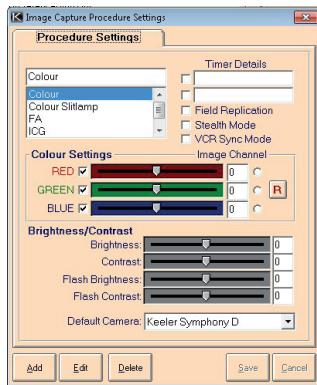 Image Capture Procedure Settings
Procedure Settings
Timer Details
Colour
Colour
Colour Slitlamp
FA
ICG
Field Replication
Stealth Mode
VCR Sync Mode
Colour Settings
Image Channel
RED 0
GREEN 0 R
BLUE 0
Brightness/Contrast
Brightness: 0
Contrast: 0
Flash Brightness: 0
Flash Contrast: 0
Default Camera: Keeler Symphony D
Add Edit Delete Save Cancel